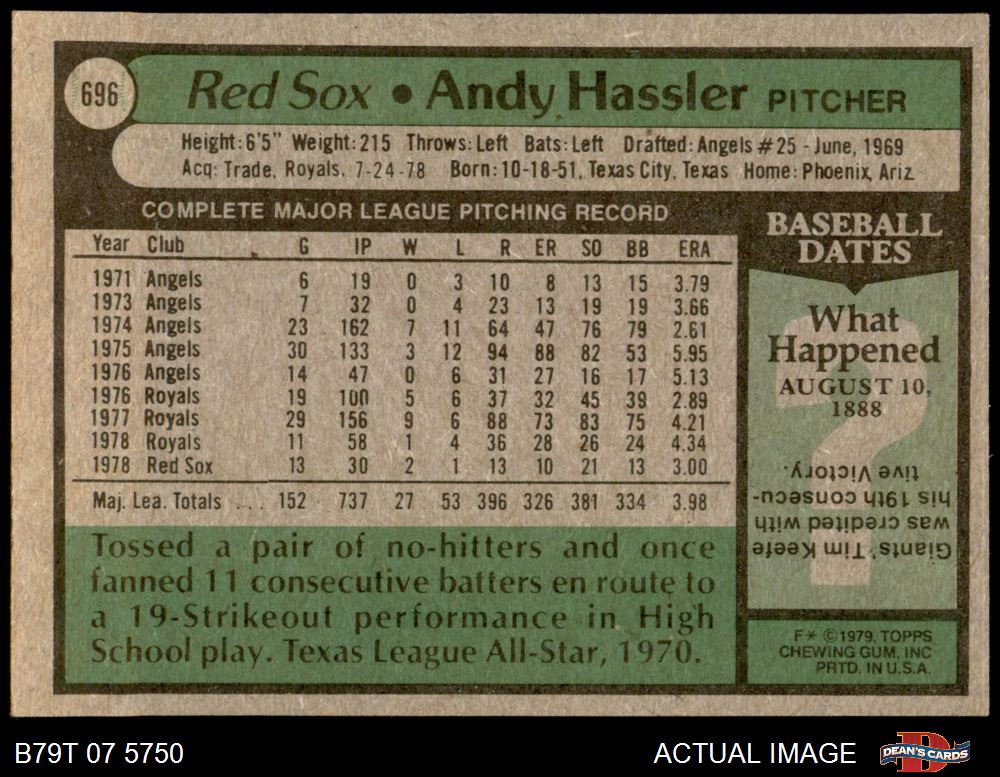 696
Red Sox • Andy Hassler PITCHER
Height: 6'5" Weight: 215 Throws: Left Bats: Left Drafted: Angels #25 - June, 1969
Acq: Trade, Royals, 7-24-78 Born: 10-18-51, Texas City, Texas Home: Phoenix, Ariz.
COMPLETE MAJOR LEAGUE PITCHING RECORD
Year Club G IP W L R ER SO BB ERA
1971 Angels 6 19 0 3 10 8 13 15 3.79
1973 Angels 7 32 0 4 23 13 19 19 3.66
1974 Angels 23 162 7 11 64 47 76 79 2.61
1975 Angels 30 133 3 12 94 88 82 53 5.95
1976 Angels 14 47 0 6 31 27 16 17 5.13
1976 Royals 19 100 5 6 37 32 45 39 2.89
1977 Royals 29 156 9 6 88 73 83 75 4.21
1978 Royals 11 58 1 4 36 28 26 24 4.34
1978 Red Sox 13 30 2 1 13 10 21 13 3.00
Maj. Lea. Totals ... 152 737 27 53 396 326 381 334 3.98
Tossed a pair of no-hitters and once
fanned 11 consecutive batters en route to
a 19-Strikeout performance in High
School play. Texas League All-Star, 1970.
BASEBALL
DATES
What
Happened
AUGUST 10,
1888
?
Giants' Tim Keefe
was credited with
his 19th consecu-
tive Victory.
F* ©1979, TOPPS
CHEWING GUM, INC
PRTD. IN U.S.A.
B79T 07 5750
ACTUAL IMAGE
DEAN'S CARDS